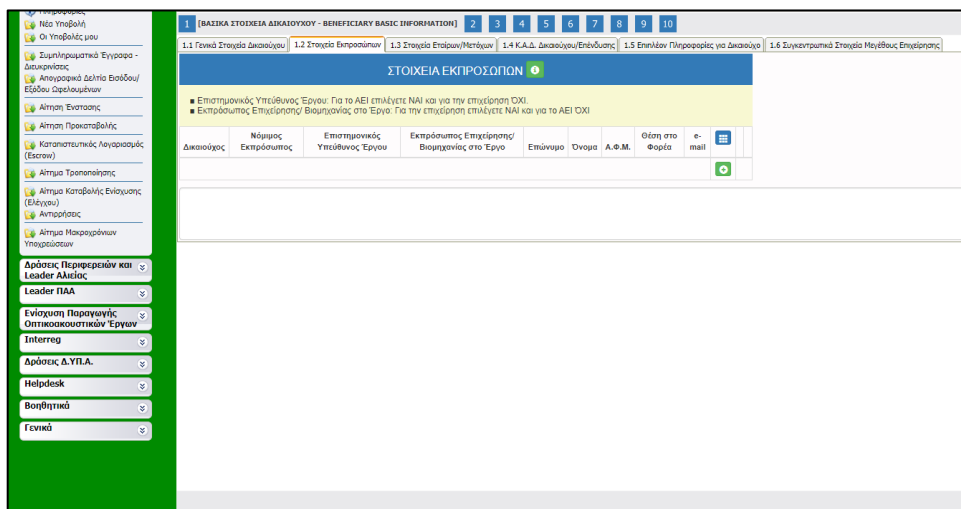 Πληροφορίες
Νέα Υποβολή
Οι Υποβολές μου
Συμπληρωματικά Έγγραφα -
Διευκρινίσεις
Απογραφικά Δελτία Εισόδου/
Εξόδου Ωφελουμένων
Αίτηση Ένστασης
Αίτηση Προκαταβολής
Καταπιστευτικός Λογαριασμός
(Escrow)
Αίτημα Τροποποίησης
Αίτημα Καταβολής Ενίσχυσης
(Ελέγχου)
Αντιρρήσεις
Αίτημα Μακροχρόνιων
Υποχρεώσεων
Δράσεις Περιφερειών και
Leader Αλιείας
Leader ΠΑΑ
Ενίσχυση Παραγωγής
Οπτικοακουστικών Έργων
Interreg
Δράσεις Δ.ΥΠ.Α.
Helpdesk
Βοηθητικά
Γενικά
1 [ΒΑΣΙΚΑ ΣΤΟΙΧΕΙΑ ΔΙΚΑΙΟΥΧΟΥ - BENEFICIARY BASIC INFORMATION] 2 3 4 5 6 7 8 9 10
1.1 Γενικά Στοιχεία Δικαιούχου 1.2 Στοιχεία Εκπροσώπων 1.3 Στοιχεία Εταίρων/Μετόχων 1.4 Κ.Α.Δ. Δικαιούχου/Επένδυσης 1.5 Επιπλέον Πληροφορίες για Δικαιούχο 1.6 Συγκεντρωτικά Στοιχεία Μεγέθους Επιχείρησης
ΣΤΟΙΧΕΙΑ ΕΚΠΡΟΣΩΠΩΝ
■ Επιστημονικός Υπεύθυνος Έργου: Για το ΑΕΙ επιλέγετε ΝΑΙ και για την επιχείρηση ΌΧΙ.
■ Εκπρόσωπος Επιχείρησης/ Βιομηχανίας στο Έργο: Για την επιχείρηση επιλέγετε ΝΑΙ και για το ΑΕΙ ΌΧΙ
Νόμιμος Επιστημονικός Εκπρόσωπος Επιχείρησης/ Θέση στο e-
Δικαιούχος Εκπρόσωπος Υπεύθυνος Έργου Βιομηχανίας στο Έργο Επώνυμο Όνομα Α.Φ.Μ. Φορέα mail